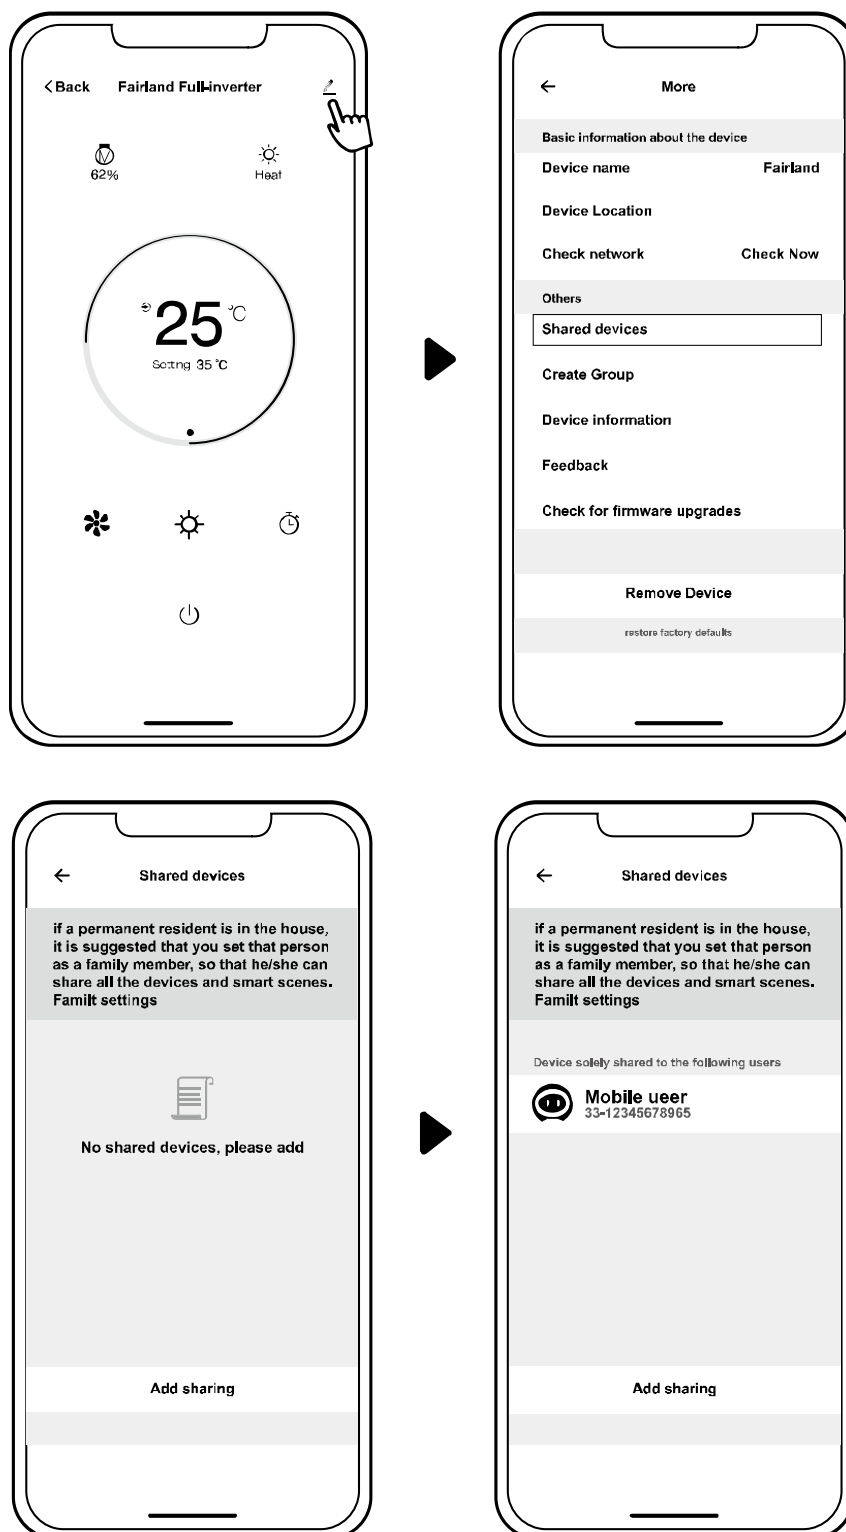 Back Fairland Full-inverter
62% Heat
25 °C
Setting 35 °C
More
Basic information about the device
Device name Fairland
Device Location
Check network Check Now
Others
Shared devices
Create Group
Device information
Feedback
Check for firmware upgrades
Remove Device
restore factory defaults
Shared devices
if a permanent resident is in the house,
it is suggested that you set that person
as a family member, so that he/she can
share all the devices and smart scenes.
Familt settings
No shared devices, please add
Add sharing
Shared devices
if a permanent resident is in the house,
it is suggested that you set that person
as a family member, so that he/she can
share all the devices and smart scenes.
Familt settings
Device solely shared to the following users
Mobile ueer
33-12345678965
Add sharing